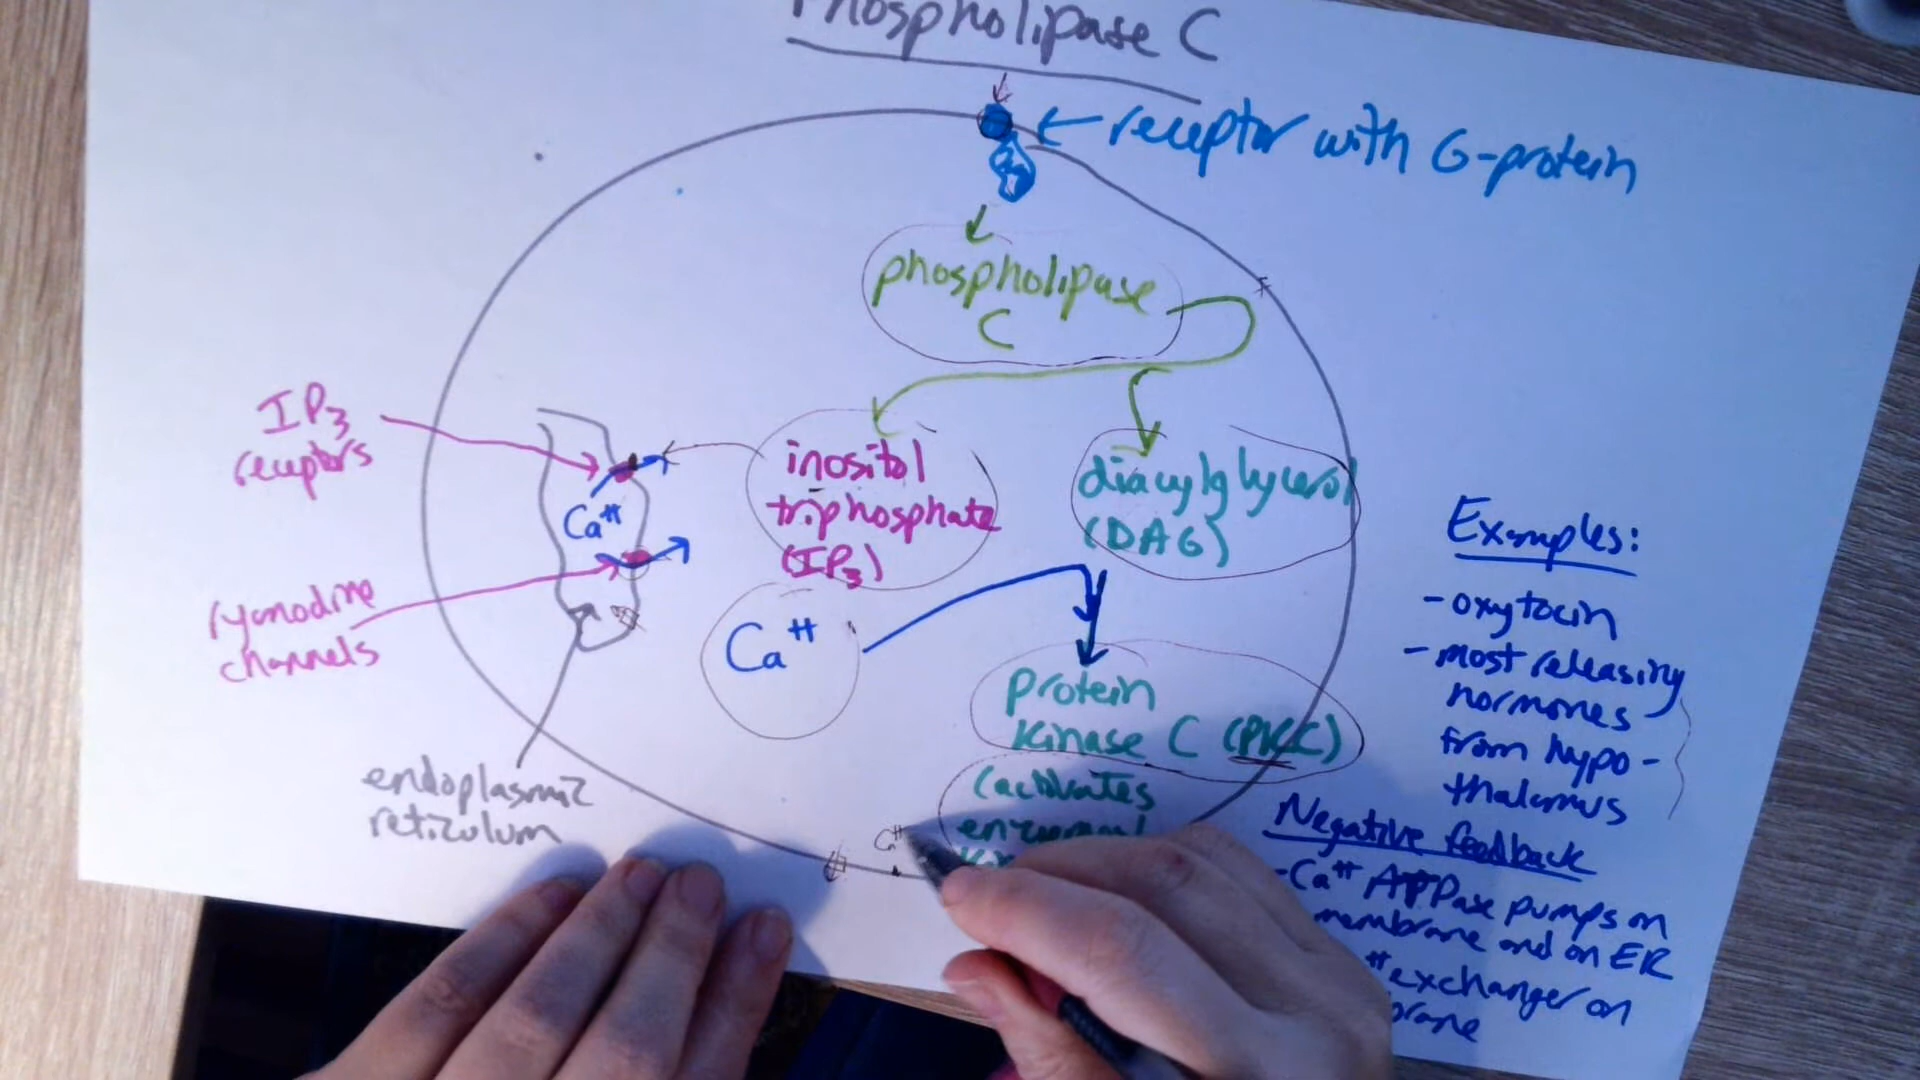 Phospholipase C
receptor with G-protein
phospholipase
C
IP3
receptors
inositol
triphosphate
(IP3)
diacylglycerol
(DAG)
Ca++
ryanodine
channels
Ca++
protein
kinase C (PKC)
(activates
endoplasmic
reticulum
Ca++
Examples:
- oxytocin
- most releasing
hormones
from hypo-
thalamus
Negative feedback
- Ca++ ATPase pumps on
membrane and on ER
++ exchanger on